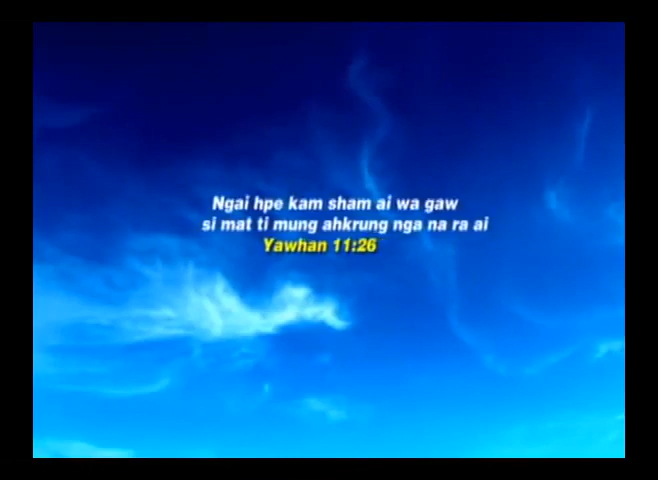 Ngai hpe kam sham ai wa gaw
si mat ti mung ahkrung nga na ra ai
Yawhan 11:26